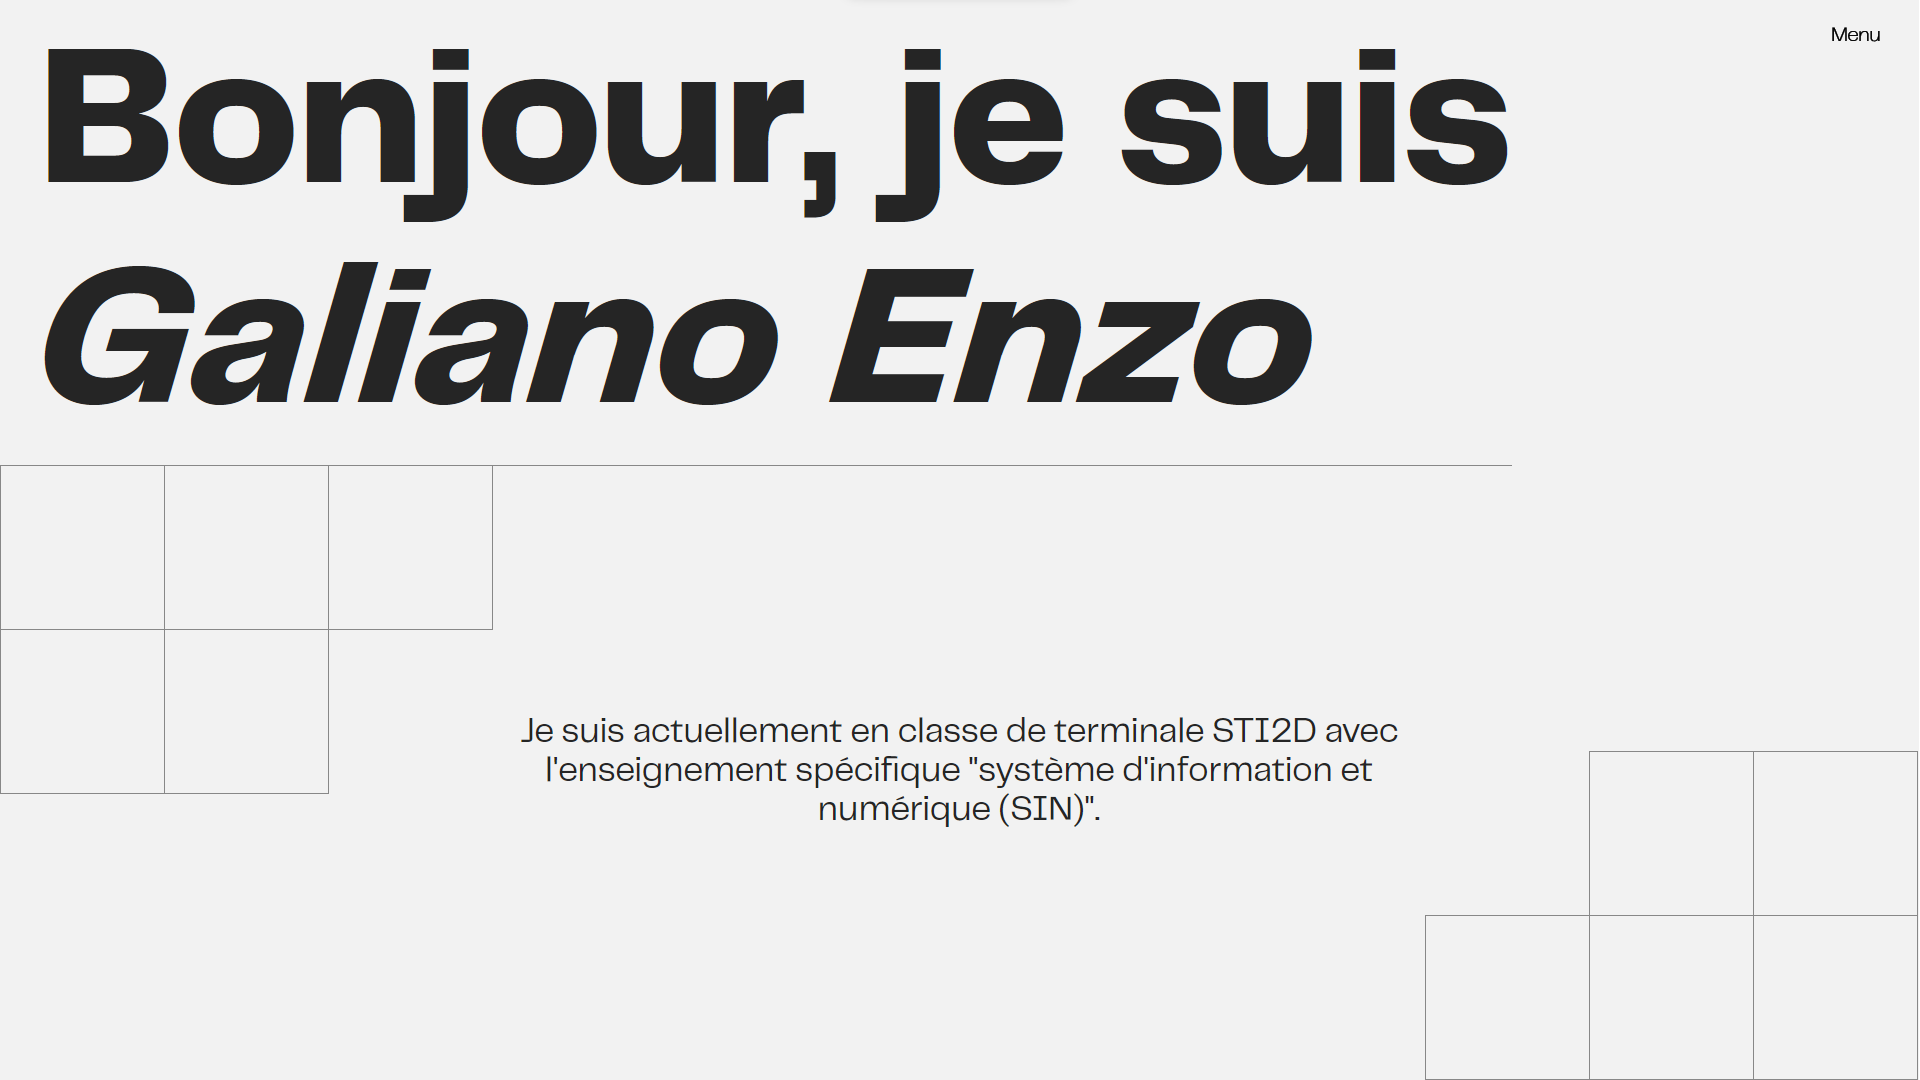 Menu
Bonjour, je suis
Galiano Enzo
Je suis actuellement en classe de terminale STI2D avec
l'enseignement spécifique "système d'information et
numérique (SIN)".